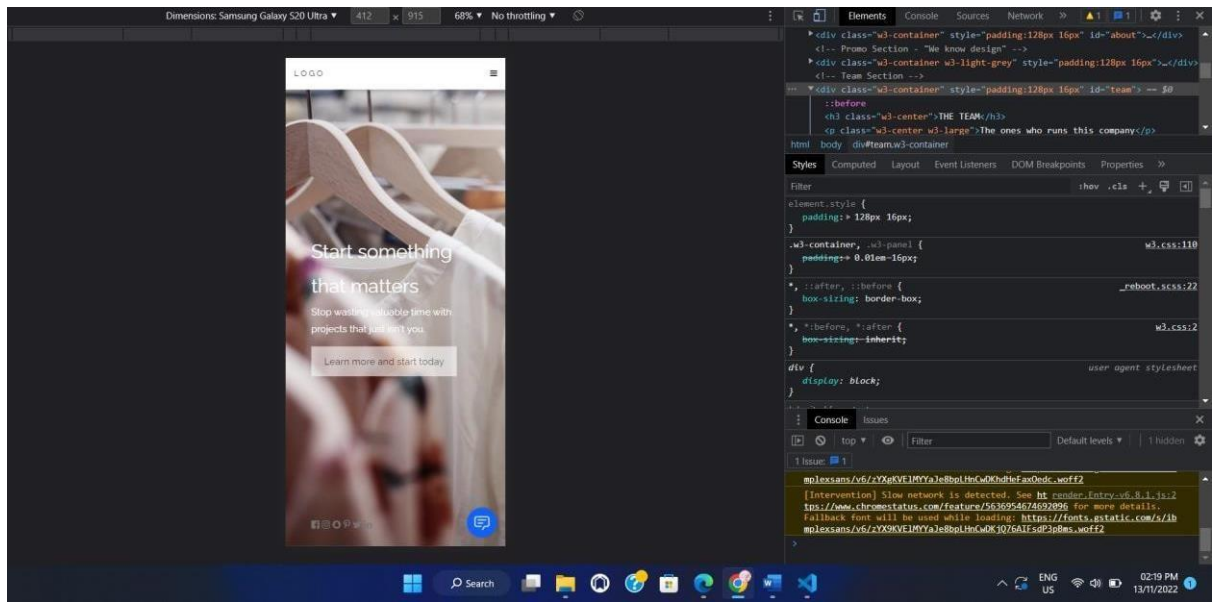 Dimensions: Samsung Galaxy S20 Ultra ▼ 412 x 915 68% ▼ No throttling ▼
LOGO
Start something
that matters
Stop wasting valuable time with
projects that just isn't you.
Learn more and start today
Elements Console Sources Network » 1 1
<div class="w3-container" style="padding:128px 16px" id="about">…</div>
<!-- Promo Section - "We know design" -->
<div class="w3-container w3-light-grey" style="padding:128px 16px">…</div>
<!-- Team Section -->
<div class="w3-container" style="padding:128px 16px" id="team"> == $0
::before
<h3 class="w3-center">THE TEAM</h3>
<p class="w3-center w3-large">The ones who runs this company</p>
html body div#team.w3-container
Styles Computed Layout Event Listeners DOM Breakpoints Properties »
Filter :hov .cls +
element.style {
padding: 128px 16px;
}
.w3-container, .w3-panel { w3.css:110
padding: 0.01em 16px;
}
*, ::after, ::before { _reboot.scss:22
box-sizing: border-box;
}
*, *:before, *:after { w3.css:2
box-sizing: inherit;
}
div { user agent stylesheet
display: block;
}
Console Issues
top ▼ Filter Default levels ▼ 1 hidden
1 Issue: 1
[Intervention] Slow network is detected. See ht render.Entry-v6.8.1.js:2
tps://www.chromestatus.com/feature/5636954674692096 for more details.
Fallback font will be used while loading: https://fonts.gstatic.com/s/ib
Search
ENG
US
02:19 PM
13/11/2022
1